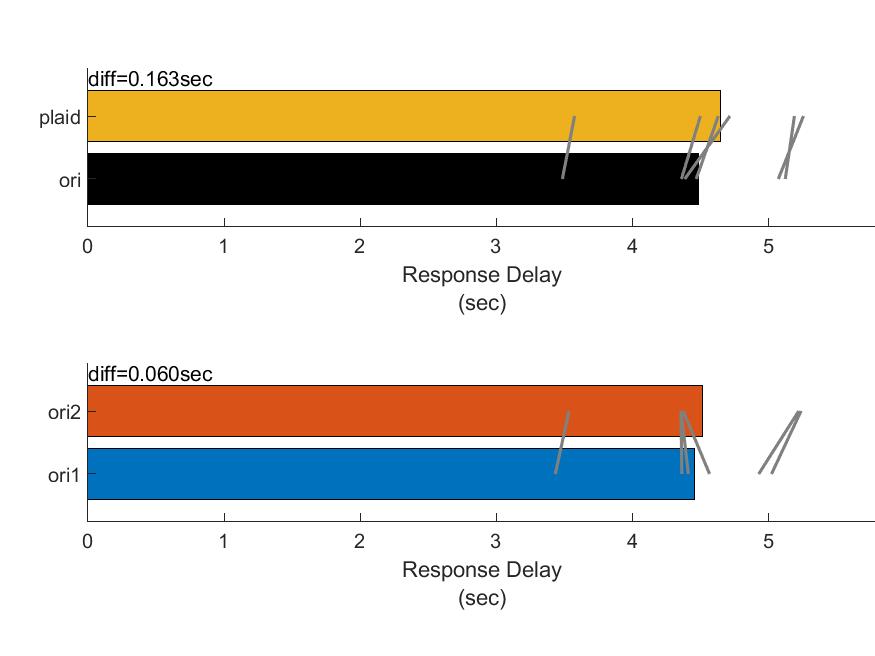 diff=0.163sec
plaid
ori
0 1 2 3 4 5
Response Delay
(sec)
diff=0.060sec
ori2
ori1
0 1 2 3 4 5
Response Delay
(sec)